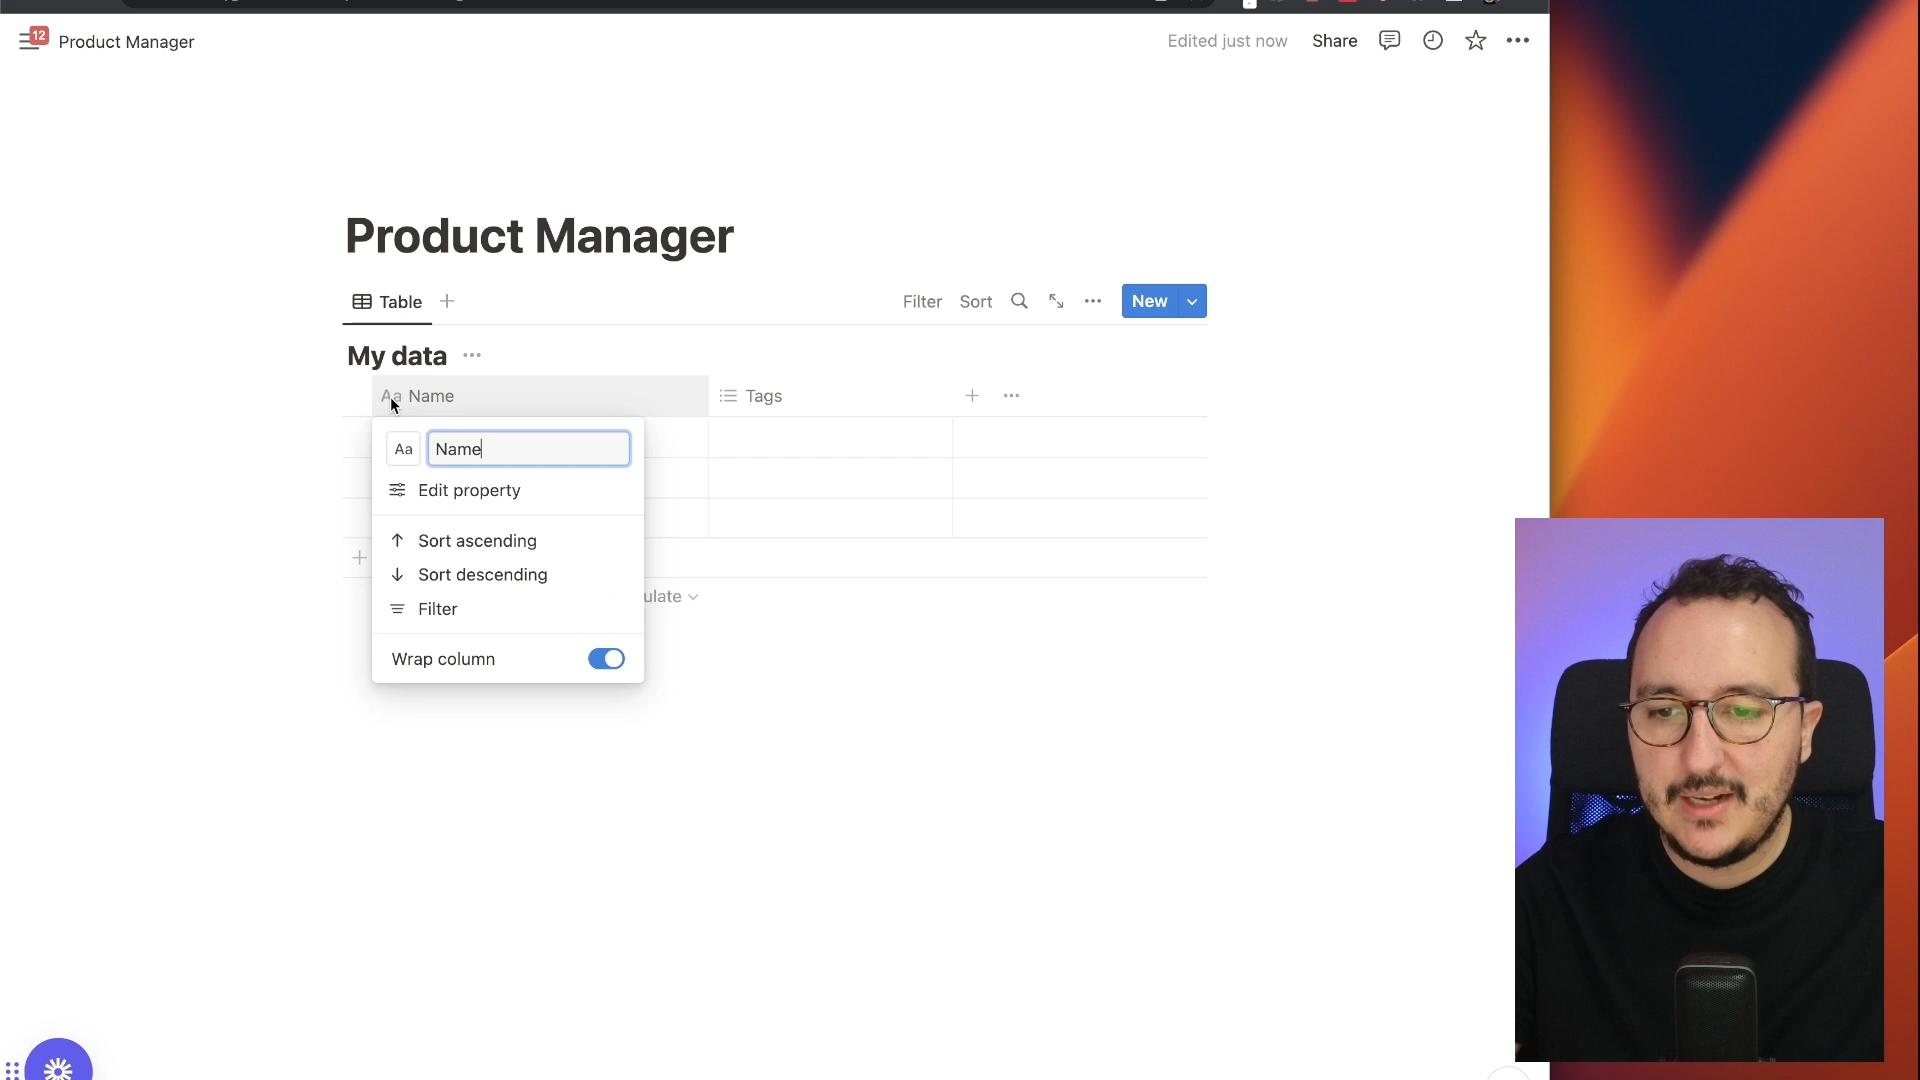 12
Product Manager
Edited just now
Share
Product Manager
Table
Filter
Sort
New
My data
Aa Name
Tags
Aa
Name
Edit property
Sort ascending
Sort descending
Filter
ulate
Wrap column